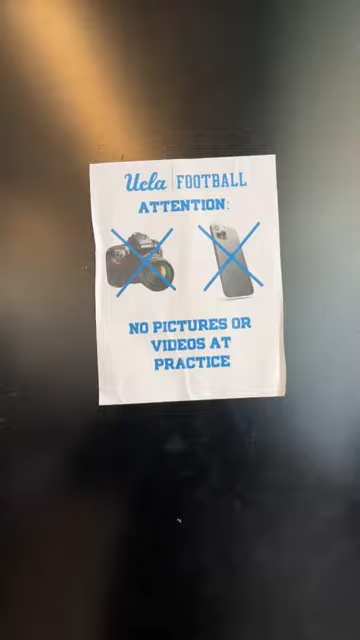 Ucla FOOTBALL
ATTENTION:
NO PICTURES OR
VIDEOS AT
PRACTICE